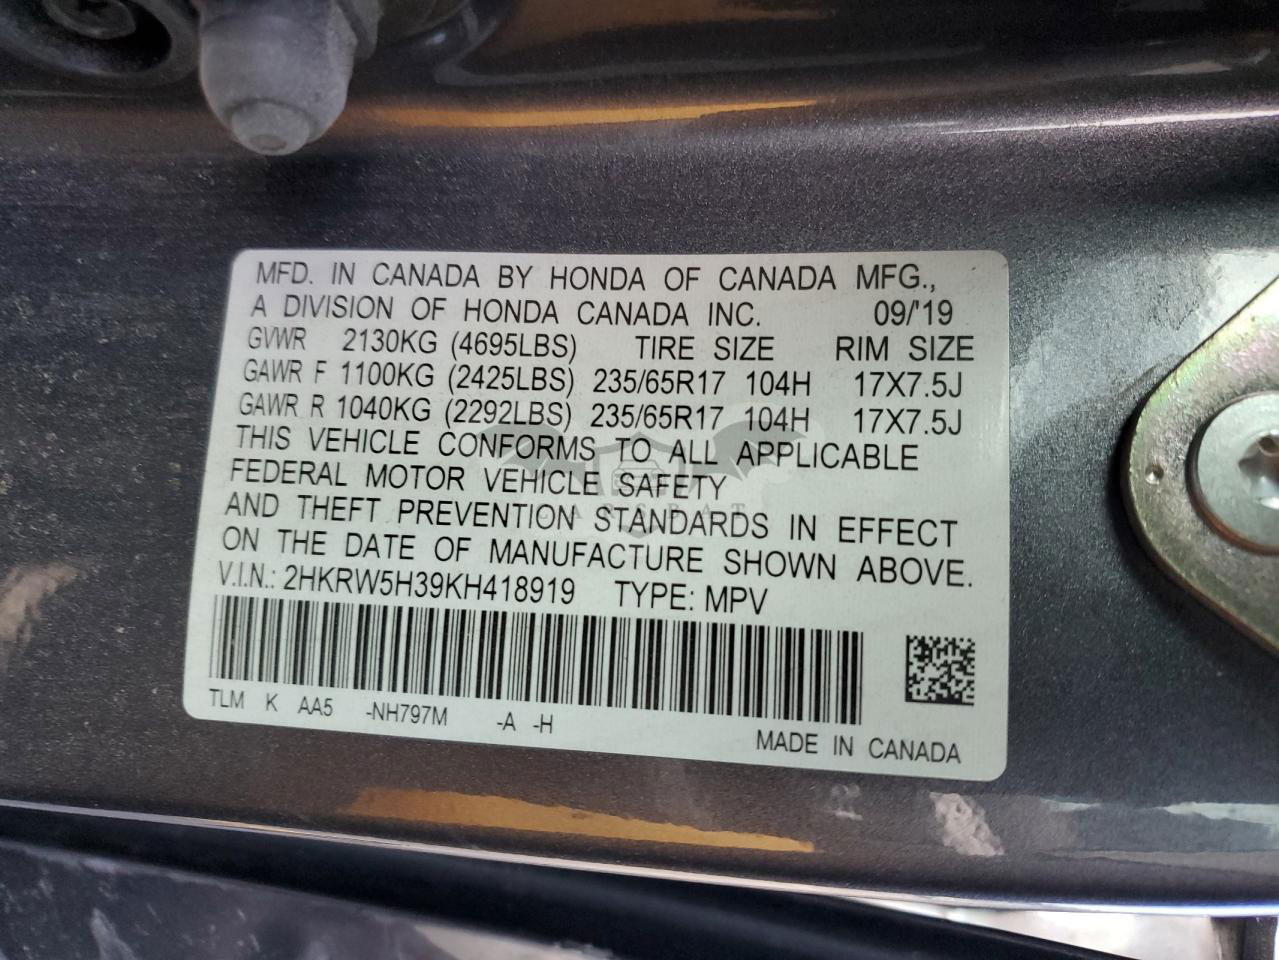 MFD. IN CANADA BY HONDA OF CANADA MFG.,
A DIVISION OF HONDA CANADA INC. 09/'19
GVWR 2130KG (4695LBS) TIRE SIZE RIM SIZE
GAWR F 1100KG (2425LBS) 235/65R17 104H 17X7.5J
GAWR R 1040KG (2292LBS) 235/65R17 104H 17X7.5J
THIS VEHICLE CONFORMS TO ALL APPLICABLE
FEDERAL MOTOR VEHICLE SAFETY
AND THEFT PREVENTION STANDARDS IN EFFECT
ON THE DATE OF MANUFACTURE SHOWN ABOVE.
V.I.N.: 2HKRW5H39KH418919 TYPE: MPV
TLM K AA5 -NH797M -A -H
MADE IN CANADA